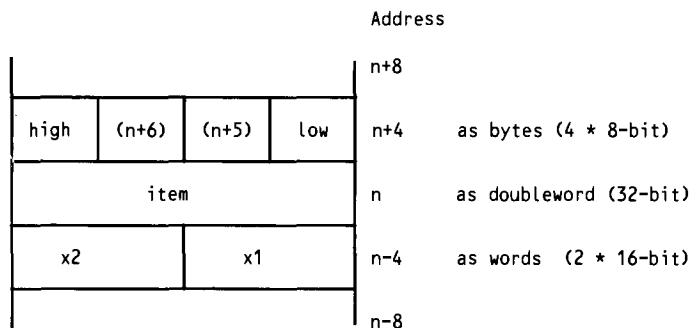 Address
n+8
high (n+6) (n+5) low n+4 as bytes (4 * 8-bit)
item n as doubleword (32-bit)
x2 x1 n-4 as words (2 * 16-bit)
n-8